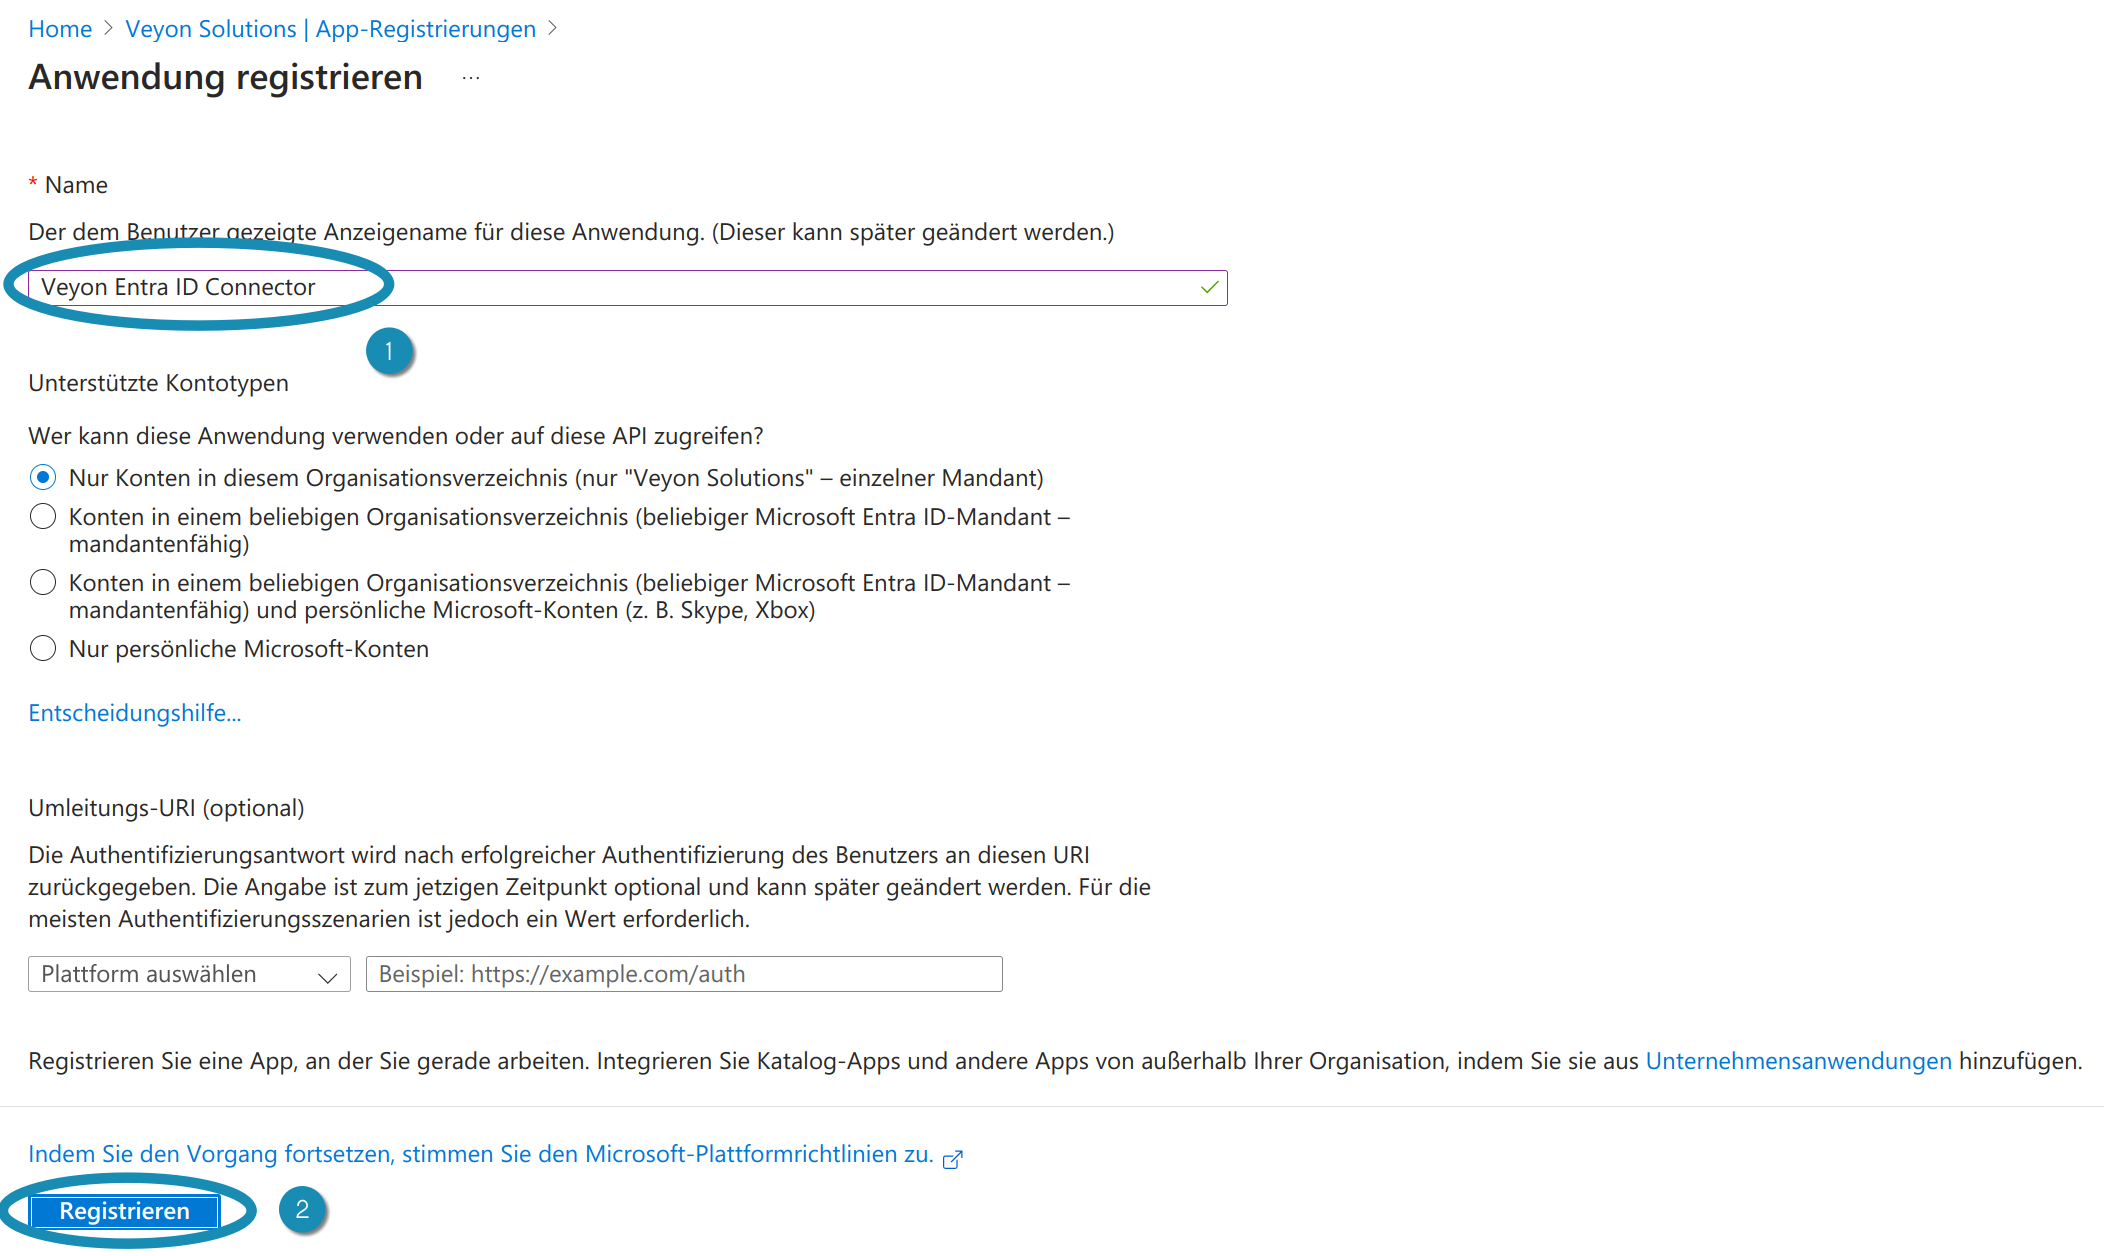 Home > Veyon Solutions | App-Registrierungen >
Anwendung registrieren ...
* Name
Der dem Benutzer gezeigte Anzeigename für diese Anwendung. (Dieser kann später geändert werden.)
Veyon Entra ID Connector
1
Unterstützte Kontotypen
Wer kann diese Anwendung verwenden oder auf diese API zugreifen?
Nur Konten in diesem Organisationsverzeichnis (nur "Veyon Solutions" – einzelner Mandant)
Konten in einem beliebigen Organisationsverzeichnis (beliebiger Microsoft Entra ID-Mandant –
mandantenfähig)
Konten in einem beliebigen Organisationsverzeichnis (beliebiger Microsoft Entra ID-Mandant –
mandantenfähig) und persönliche Microsoft-Konten (z. B. Skype, Xbox)
Nur persönliche Microsoft-Konten
Entscheidungshilfe...
Umleitungs-URI (optional)
Die Authentifizierungsantwort wird nach erfolgreicher Authentifizierung des Benutzers an diesen URI
zurückgegeben. Die Angabe ist zum jetzigen Zeitpunkt optional und kann später geändert werden. Für die
meisten Authentifizierungsszenarien ist jedoch ein Wert erforderlich.
Plattform auswählen
Beispiel: https://example.com/auth
Registrieren Sie eine App, an der Sie gerade arbeiten. Integrieren Sie Katalog-Apps und andere Apps von außerhalb Ihrer Organisation, indem Sie sie aus Unternehmensanwendungen hinzufügen.
Indem Sie den Vorgang fortsetzen, stimmen Sie den Microsoft-Plattformrichtlinien zu.
Registrieren
2